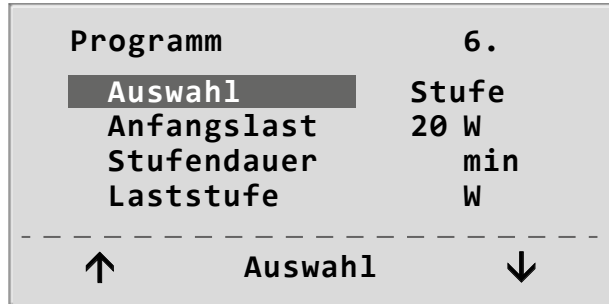 Programm 6.
Auswahl Stufe
Anfangslast 20 W
Stufendauer min
Laststufe W
↑ Auswahl ↓